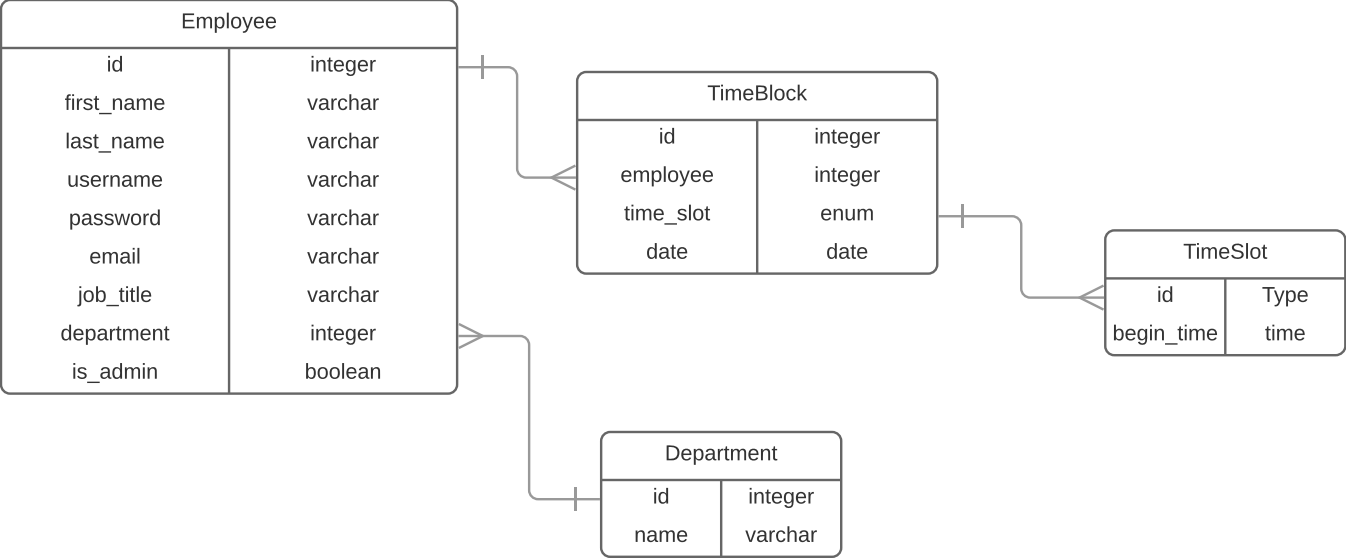 Employee
id integer
first_name varchar
last_name varchar
username varchar
password varchar
email varchar
job_title varchar
department integer
is_admin boolean
TimeBlock
id integer
employee integer
time_slot enum
date date
TimeSlot
id Type
begin_time time
Department
id integer
name varchar